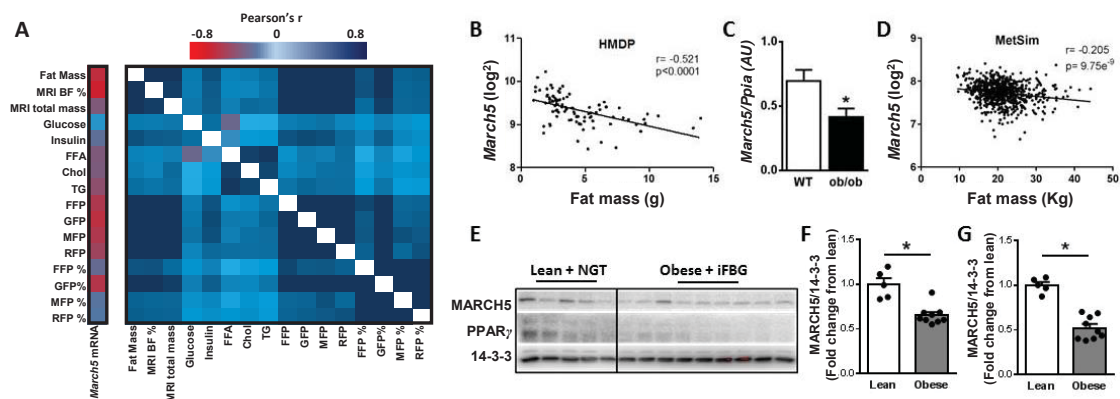 A
Pearson's r
-0.8 0 0.8
Fat Mass
MRI BF %
MRI total mass
Glucose
Insulin
FFA
Chol
TG
FFP
GFP
MFP
RFP
FFP %
GFP%
MFP %
RFP %
March5 mRNA
Fat Mass
MRI BF %
MRI total mass
Glucose
Insulin
FFA
Chol
TG
FFP
GFP
MFP
RFP
FFP %
GFP%
MFP %
RFP %
B
HMDP
r= -0.521
p<0.0001
March5 (log²)
11
10
9
8
0 5 10 15
Fat mass (g)
C
March5/Ppia (AU)
1.0
0.5
0.0
*
WT ob/ob
D
MetSim
r= -0.205
p= 9.75e⁻⁹
March5 (log²)
9
8
7
6
0 10 20 30 40 50
Fat mass (Kg)
E
Lean + NGT Obese + iFBG
MARCH5
PPARγ
14-3-3
F
MARCH5/14-3-3
(Fold change from lean)
1.5
1.0
0.5
0.0
*
Lean Obese
G
MARCH5/14-3-3
(Fold change from lean)
1.5
1.0
0.5
0.0
*
Lean Obese